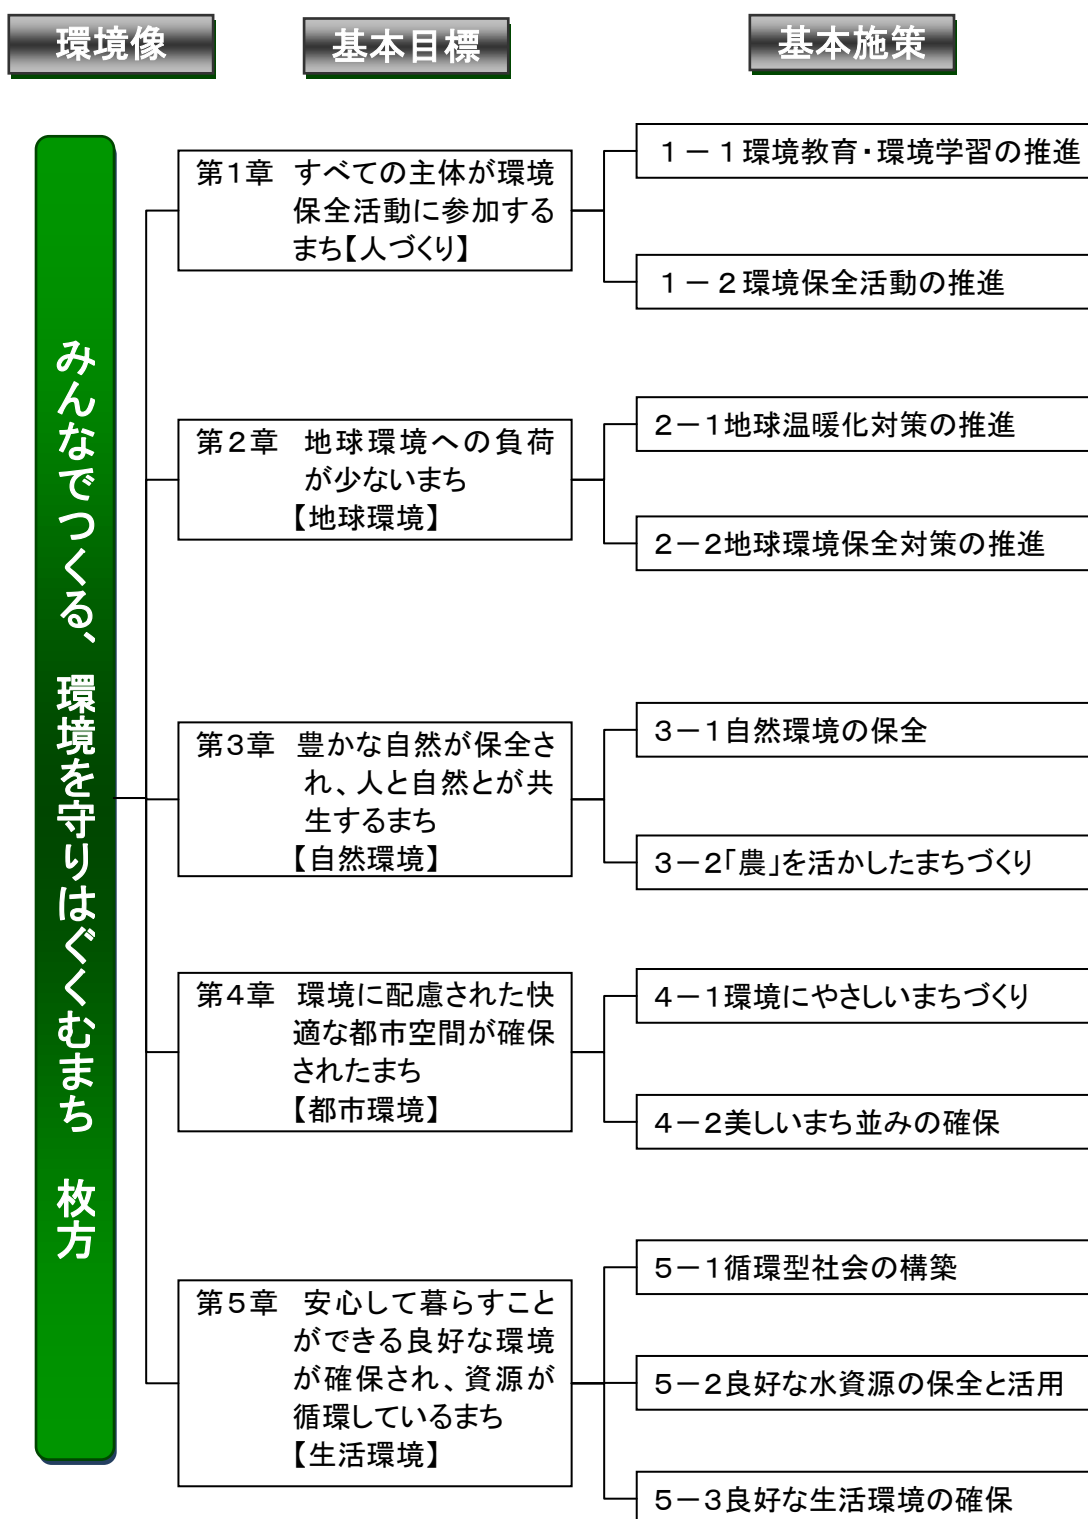 環境像
基本目標
基本施策
みんなでつくる、環境を守りはぐくむまち　枚方
第1章　すべての主体が環境
保全活動に参加する
まち【人づくり】
1－1環境教育・環境学習の推進
1－2環境保全活動の推進
第2章　地球環境への負荷
が少ないまち
【地球環境】
2－1地球温暖化対策の推進
2－2地球環境保全対策の推進
第3章　豊かな自然が保全さ
れ、人と自然とが共
生するまち
【自然環境】
3－1自然環境の保全
3－2「農」を活かしたまちづくり
第4章　環境に配慮された快
適な都市空間が確保
されたまち
【都市環境】
4－1環境にやさしいまちづくり
4－2美しいまち並みの確保
第5章　安心して暮らすこと
ができる良好な環境
が確保され、資源が
循環しているまち
【生活環境】
5－1循環型社会の構築
5－2良好な水資源の保全と活用
5－3良好な生活環境の確保